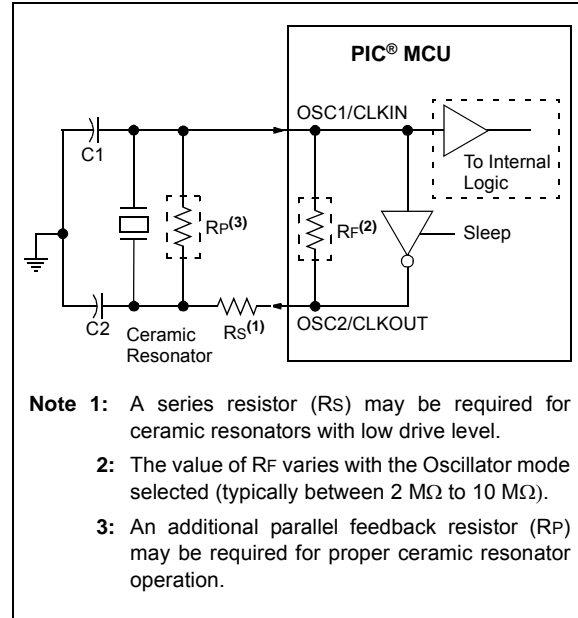 PIC® MCU
OSC1/CLKIN
C1
To Internal
Logic
RP(3)
RF(2)
Sleep
C2
Ceramic
Resonator
RS(1)
OSC2/CLKOUT
Note 1: A series resistor (RS) may be required for
ceramic resonators with low drive level.
2: The value of RF varies with the Oscillator mode
selected (typically between 2 MΩ to 10 MΩ).
3: An additional parallel feedback resistor (RP)
may be required for proper ceramic resonator
operation.